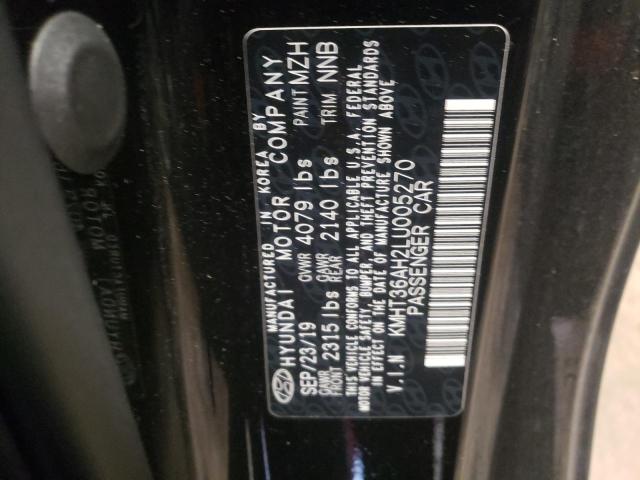 MANUFACTURED IN KOREA BY
HYUNDAI MOTOR COMPANY
SEP/23/19 GVWR 4079 lbs PAINT MZH
GAWR FRONT 2315 lbs GAWR REAR 2140 lbs TRIM NNB
THIS VEHICLE CONFORMS TO ALL APPLICABLE U.S.A. FEDERAL
MOTOR VEHICLE SAFETY, BUMPER, AND THEFT PREVENTION STANDARDS
IN EFFECT ON THE DATE OF MANUFACTURE SHOWN ABOVE
V.I.N KMHT36AH2LU005270
PASSENGER CAR